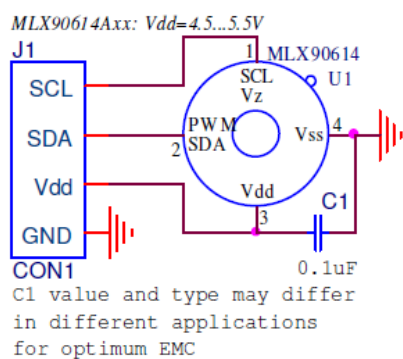 MLX90614Axx: Vdd=4.5...5.5V
J1
SCL
SDA
Vdd
GND
CON1
1
MLX90614
U1
SCL
Vz
PWM
SDA
2
Vss
4
Vdd
3
C1
0.1uF
C1 value and type may differ
in different applications
for optimum EMC